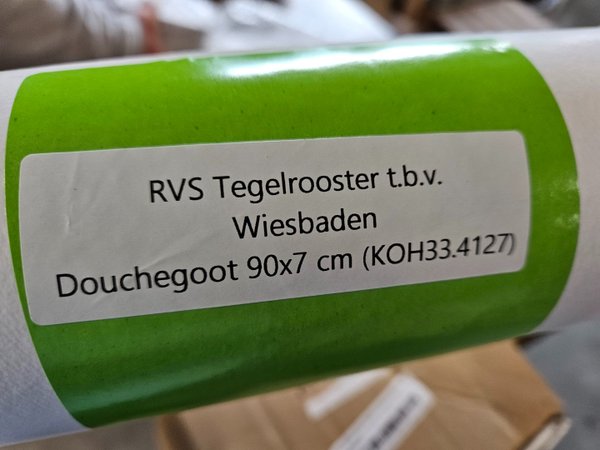 RVS Tegelrooster t.b.v.
Wiesbaden
Douchegoot 90x7 cm (KOH33.4127)